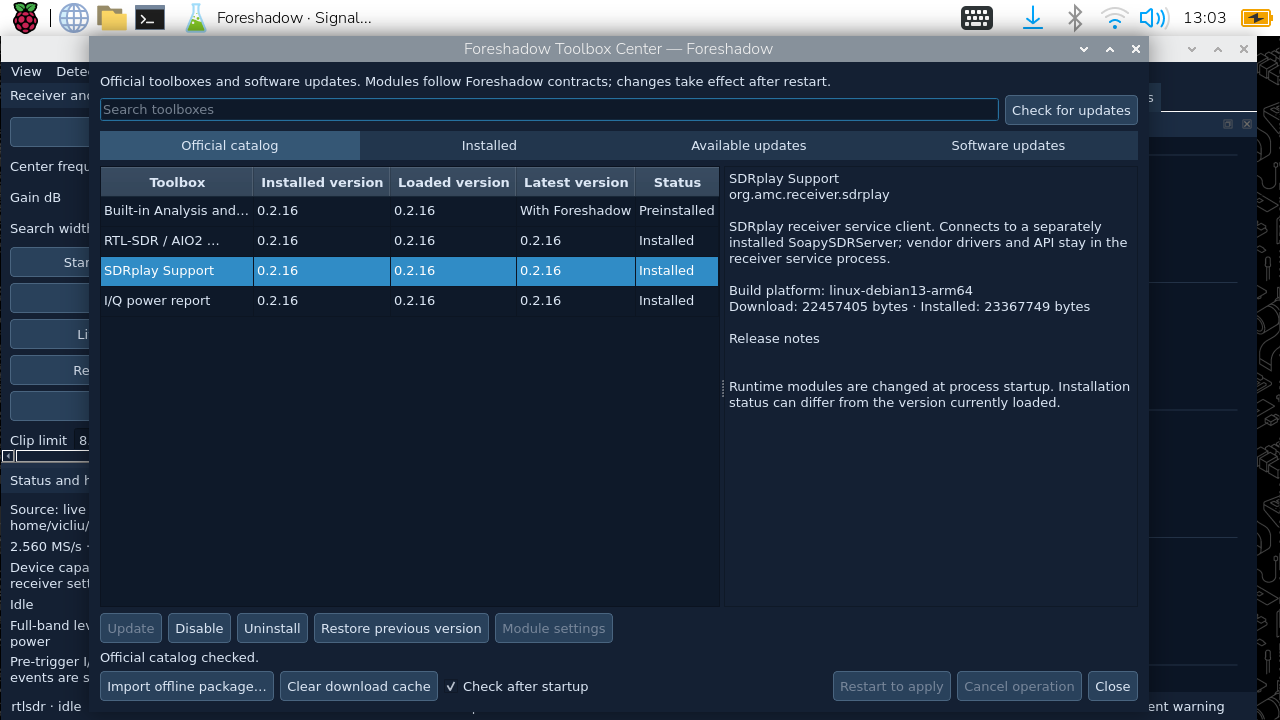 Foreshadow · Signal...
13:03
Foreshadow Toolbox Center — Foreshadow
View
Receiver
Center
Gain dB
Search
Clip limit 8.
Status and
Source: live
2.560 MS/s ·
Device
receiver
Idle
Full-band
power
Pre-trigger
events are
rtlsdr · idle
Official toolboxes and software updates. Modules follow Foreshadow contracts; changes take effect after restart.
Search toolboxes
Check for updates
Official catalog
Installed
Available updates
Software updates
Toolbox Installed version Loaded version Latest version Status
Built-in Analysis and... 0.2.16 0.2.16 With Foreshadow Preinstalled
RTL-SDR / AIO2 ... 0.2.16 0.2.16 0.2.16 Installed
SDRplay Support 0.2.16 0.2.16 0.2.16 Installed
I/Q power report 0.2.16 0.2.16 0.2.16 Installed
SDRplay Support
org.amc.receiver.sdrplay
SDRplay receiver service client. Connects to a separately
installed SoapySDRServer; vendor drivers and API stay in the
receiver service process.
Build platform: linux-debian13-arm64
Download: 22457405 bytes · Installed: 23367749 bytes
Release notes
Runtime modules are changed at process startup. Installation
status can differ from the version currently loaded.
Update
Disable
Uninstall
Restore previous version
Module settings
Official catalog checked.
Import offline package...
Clear download cache
Check after startup
Restart to apply
Cancel operation
Close
warning